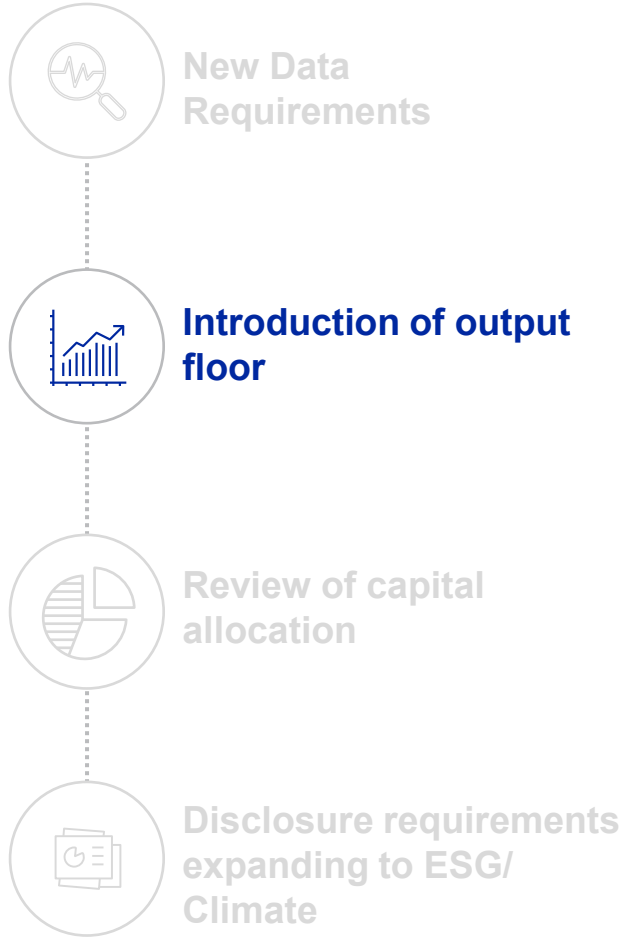 New Data
Requirements
Introduction of output
floor
Review of capital
allocation
Disclosure requirements
expanding to ESG/
Climate